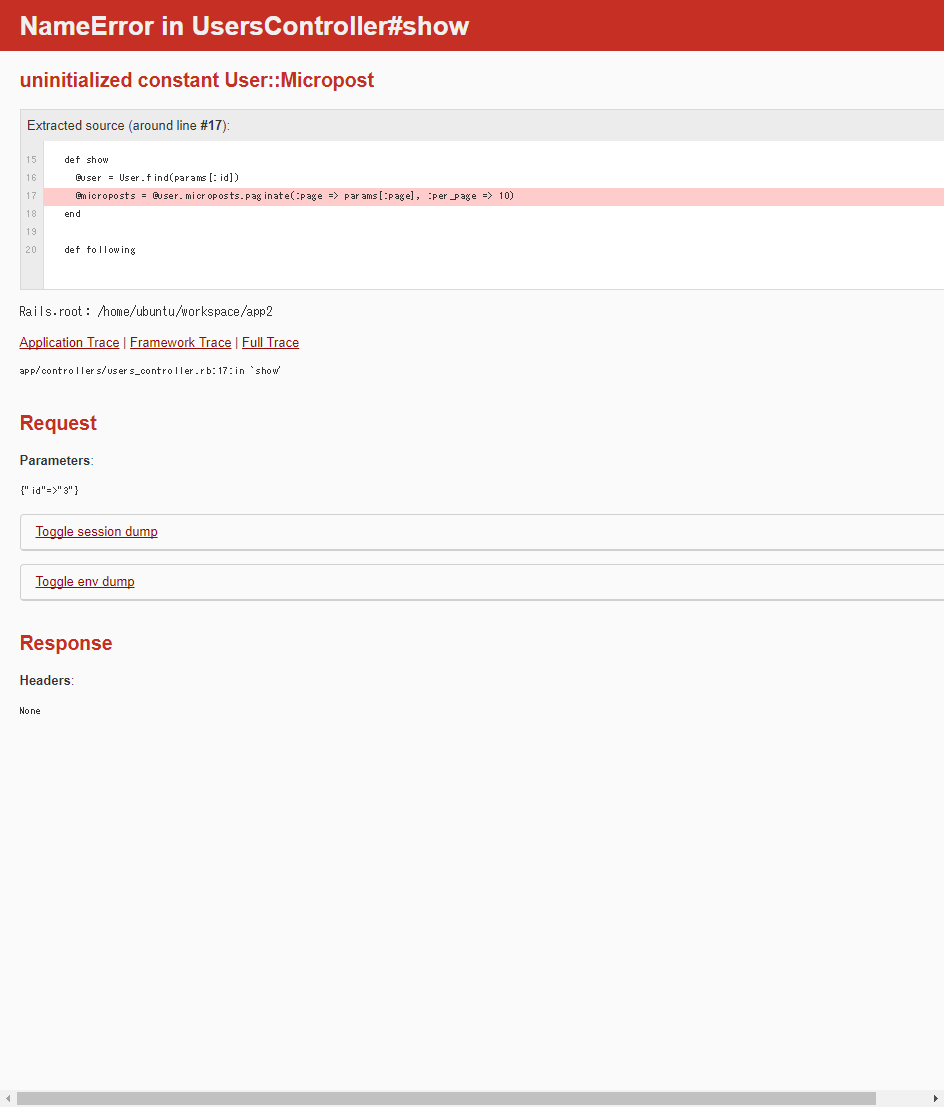 NameError in UsersController#show
uninitialized constant User::Micropost
Extracted source (around line #17):
15 def show
16 @user = User.find(params[:id])
17 @microposts = @user.microposts.paginate(:page => params[:page], :per_page => 10)
18 end
19
20 def following
Rails.root: /home/ubuntu/workspace/app2
Application Trace | Framework Trace | Full Trace
app/controllers/users_controller.rb:17:in `show'
Request
Parameters:
{"id"=>"3"}
Toggle session dump
Toggle env dump
Response
Headers:
None